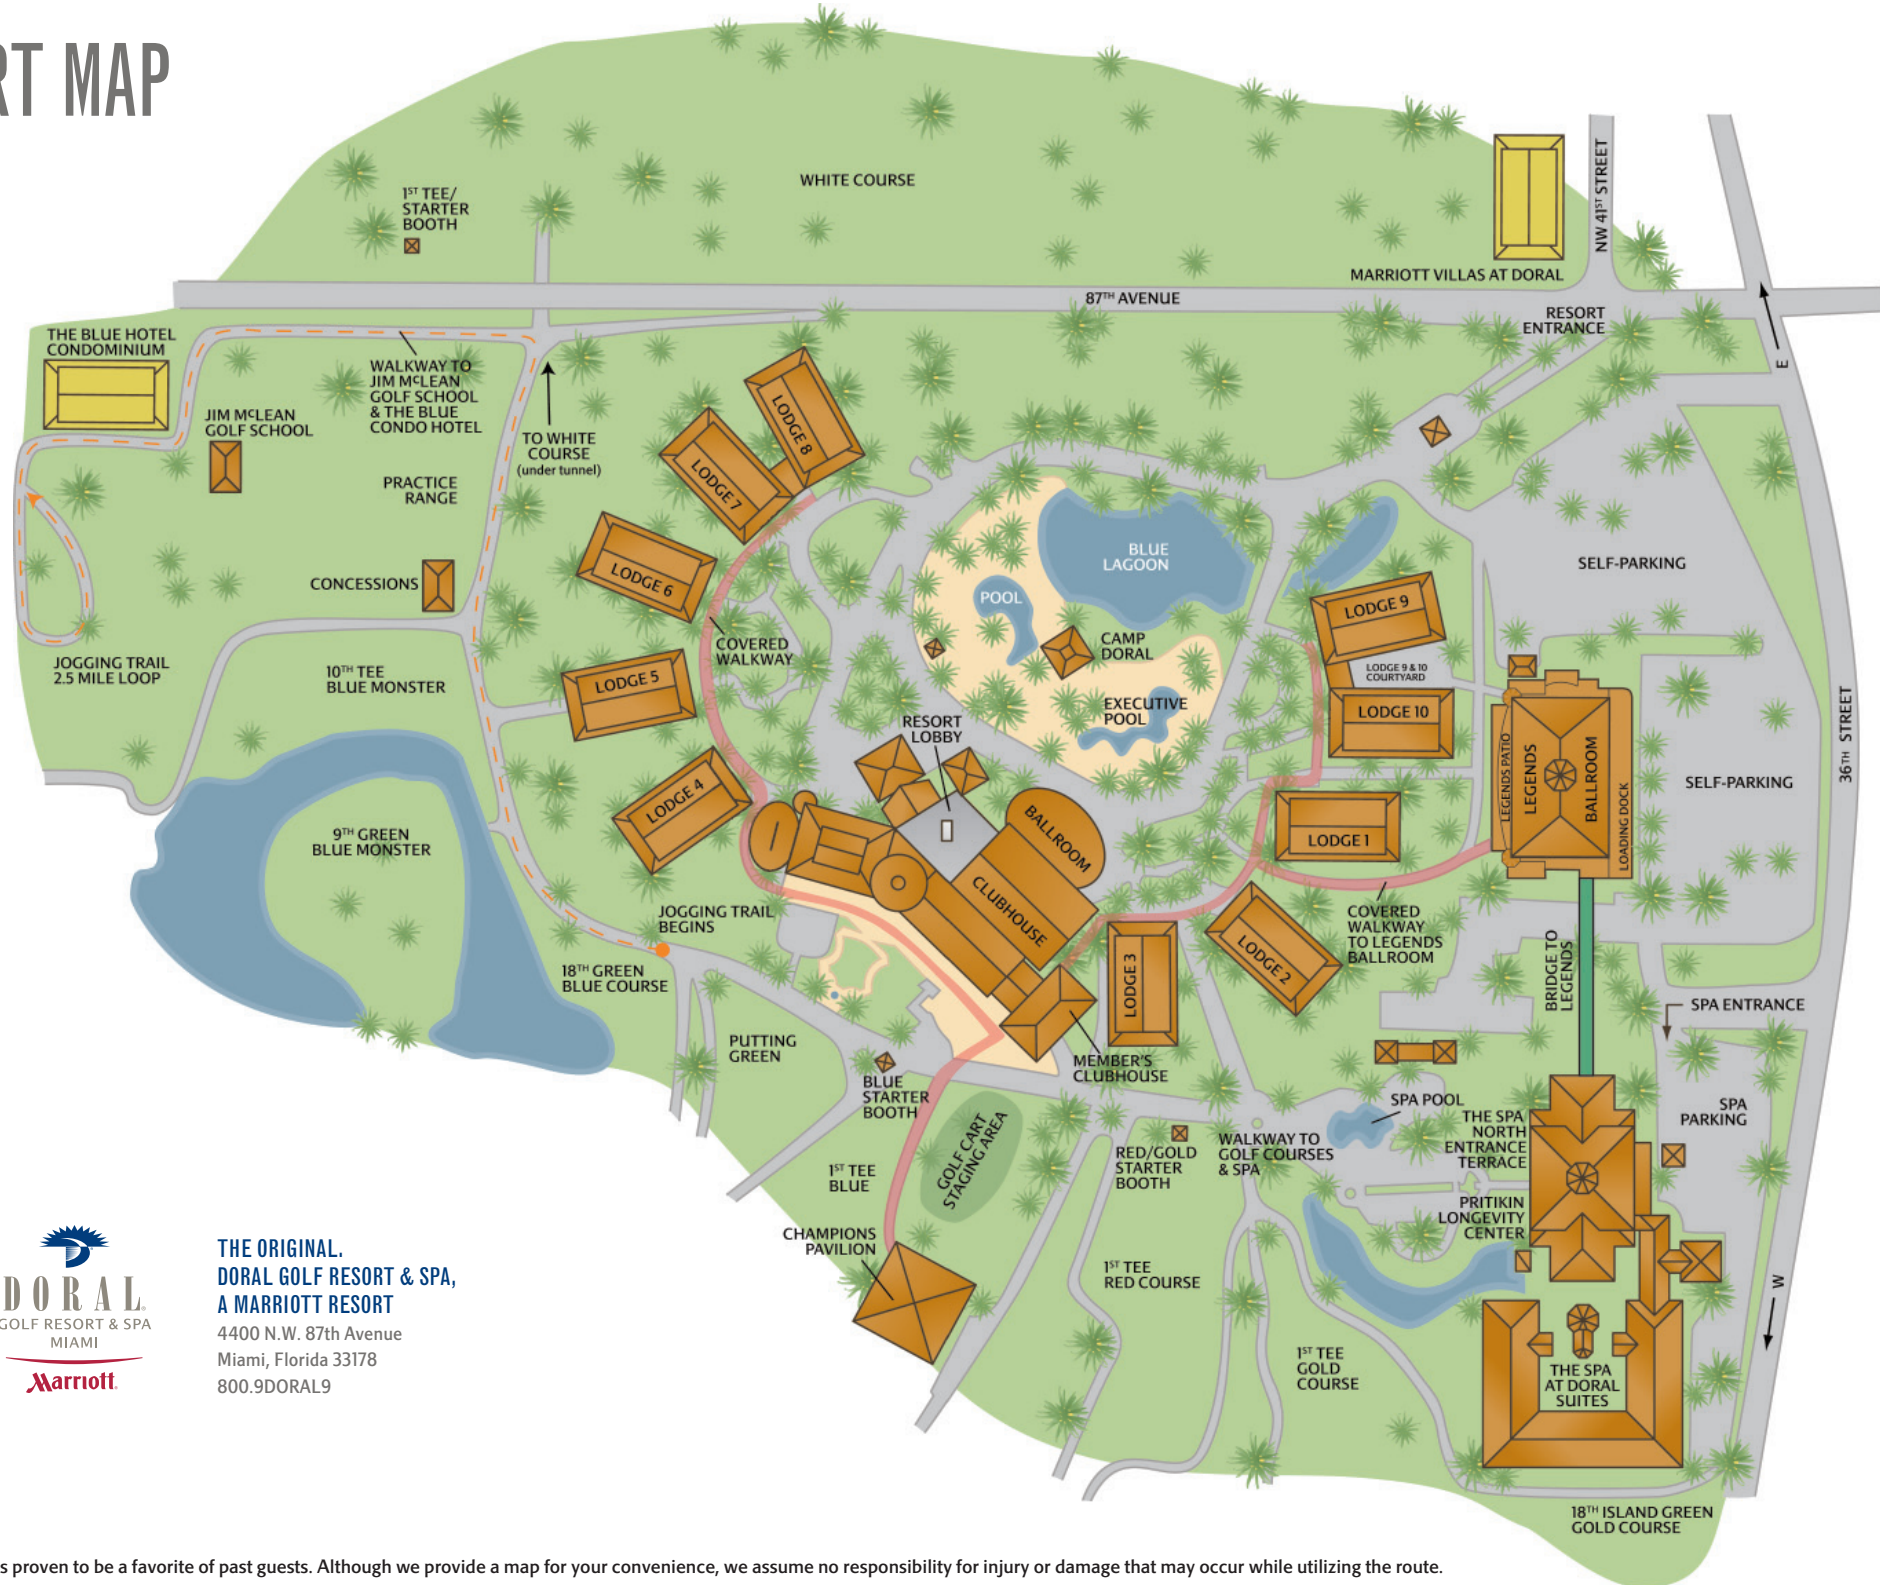 RT MAP
WHITE COURSE
1ST TEE/
STARTER
BOOTH
NW 41ST STREET
MARRIOTT VILLAS AT DORAL
87TH AVENUE
RESORT
ENTRANCE
E
THE BLUE HOTEL
CONDOMINIUM
WALKWAY TO
JIM McLEAN
GOLF SCHOOL
& THE BLUE
CONDO HOTEL
JIM McLEAN
GOLF SCHOOL
TO WHITE
COURSE
(under tunnel)
PRACTICE
RANGE
LODGE 8
LODGE 7
LODGE 6
CONCESSIONS
COVERED
WALKWAY
BLUE
LAGOON
POOL
CAMP
DORAL
EXECUTIVE
POOL
SELF-PARKING
LODGE 9
LODGE 9 & 10
COURTYARD
LODGE 10
JOGGING TRAIL
2.5 MILE LOOP
10TH TEE
BLUE MONSTER
LODGE 5
RESORT
LOBBY
LEGENDS PATIO
LEGENDS
BALLROOM
LOADING DOCK
SELF-PARKING
36TH STREET
LODGE 4
9TH GREEN
BLUE MONSTER
BALLROOM
CLUBHOUSE
LODGE 1
JOGGING TRAIL
BEGINS
COVERED
WALKWAY
TO LEGENDS
BALLROOM
LODGE 2
LODGE 3
BRIDGE TO
LEGENDS
18TH GREEN
BLUE COURSE
SPA ENTRANCE
PUTTING
GREEN
MEMBER'S
CLUBHOUSE
BLUE
STARTER
BOOTH
SPA POOL
THE SPA
NORTH
ENTRANCE
TERRACE
SPA
PARKING
GOLF CART
STAGING AREA
RED/GOLD
STARTER
BOOTH
WALKWAY TO
GOLF COURSES
& SPA
1ST TEE
BLUE
PRITIKIN
LONGEVITY
CENTER
CHAMPIONS
PAVILION
1ST TEE
RED COURSE
W
1ST TEE
GOLD
COURSE
THE SPA
AT DORAL
SUITES
18TH ISLAND GREEN
GOLD COURSE
DORAL
GOLF RESORT & SPA
MIAMI
Marriott
THE ORIGINAL.
DORAL GOLF RESORT & SPA,
A MARRIOTT RESORT
4400 N.W. 87th Avenue
Miami, Florida 33178
800.9DORAL9
s proven to be a favorite of past guests. Although we provide a map for your convenience, we assume no responsibility for injury or damage that may occur while utilizing the route.